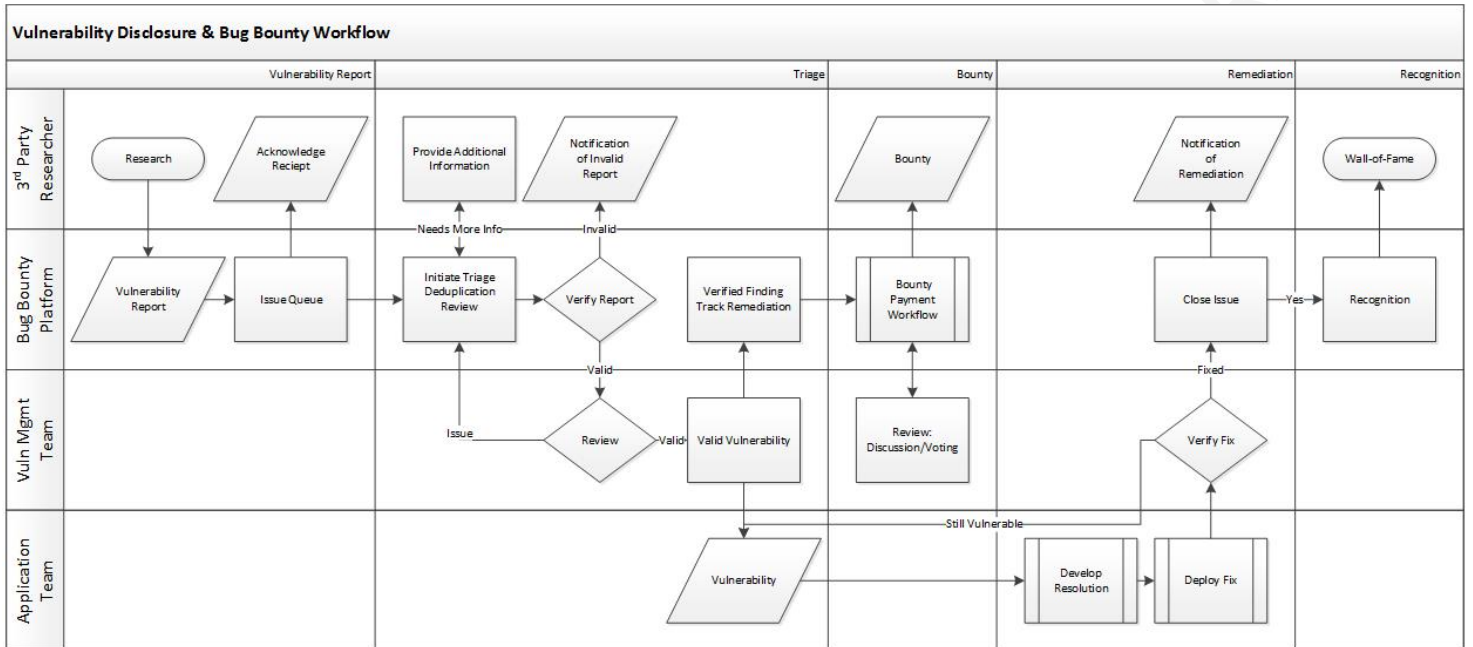 Vulnerability Disclosure & Bug Bounty Workflow
Vulnerability Report
Triage
Bounty
Remediation
Recognition
3rd Party
Researcher
Research
Acknowledge
Reciept
Provide Additional
Information
Notification
of Invalid
Report
Bounty
Notification
of
Remediation
Wall-of-Fame
Needs More Info
Invalid
Bug Bounty
Platform
Vulnerability
Report
Issue Queue
Initiate Triage
Deduplication
Review
Verify Report
Verified Finding
Track Remediation
Bounty
Payment
Workflow
Close Issue
Yes
Recognition
Valid
Fixed
Vuln Mgmt
Team
Issue
Review
Valid
Valid Vulnerability
Review:
Discussion/Voting
Verify Fix
Still Vulnerable
Application
Team
Vulnerability
Develop
Resolution
Deploy Fix